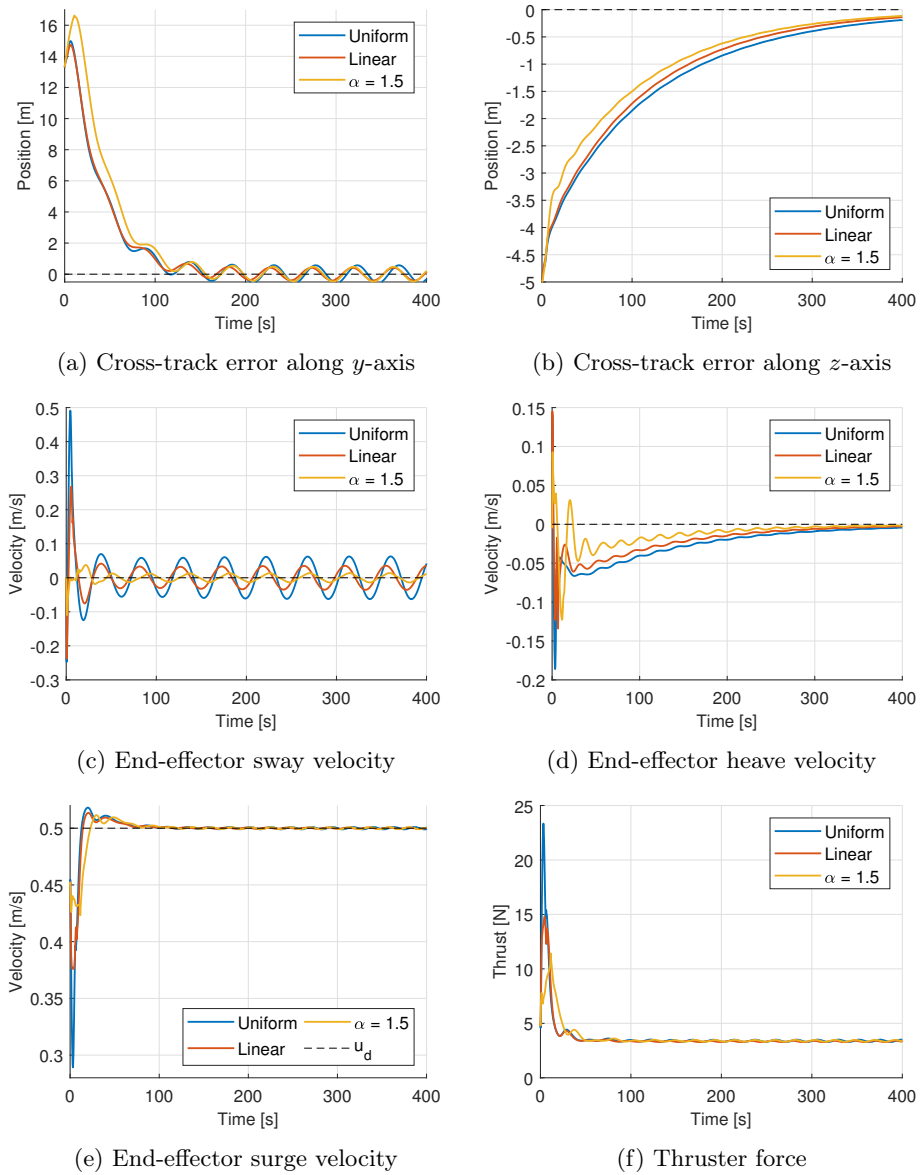 16
14
12
10
8
6
4
2
0
Position [m]
0 100 200 300 400
Time [s]
Uniform
Linear
α = 1.5
(a) Cross-track error along y-axis
0
-0.5
-1
-1.5
-2
-2.5
-3
-3.5
-4
-4.5
-5
Position [m]
0 100 200 300 400
Time [s]
Uniform
Linear
α = 1.5
(b) Cross-track error along z-axis
0.5
0.4
0.3
0.2
0.1
0
-0.1
-0.2
-0.3
Velocity [m/s]
0 100 200 300 400
Time [s]
Uniform
Linear
α = 1.5
(c) End-effector sway velocity
0.15
0.1
0.05
0
-0.05
-0.1
-0.15
-0.2
Velocity [m/s]
0 100 200 300 400
Time [s]
Uniform
Linear
α = 1.5
(d) End-effector heave velocity
0.5
0.45
0.4
0.35
0.3
Velocity [m/s]
0 100 200 300 400
Time [s]
Uniform α = 1.5
Linear u_d
(e) End-effector surge velocity
25
20
15
10
5
0
Thrust [N]
0 100 200 300 400
Time [s]
Uniform
Linear
α = 1.5
(f) Thruster force